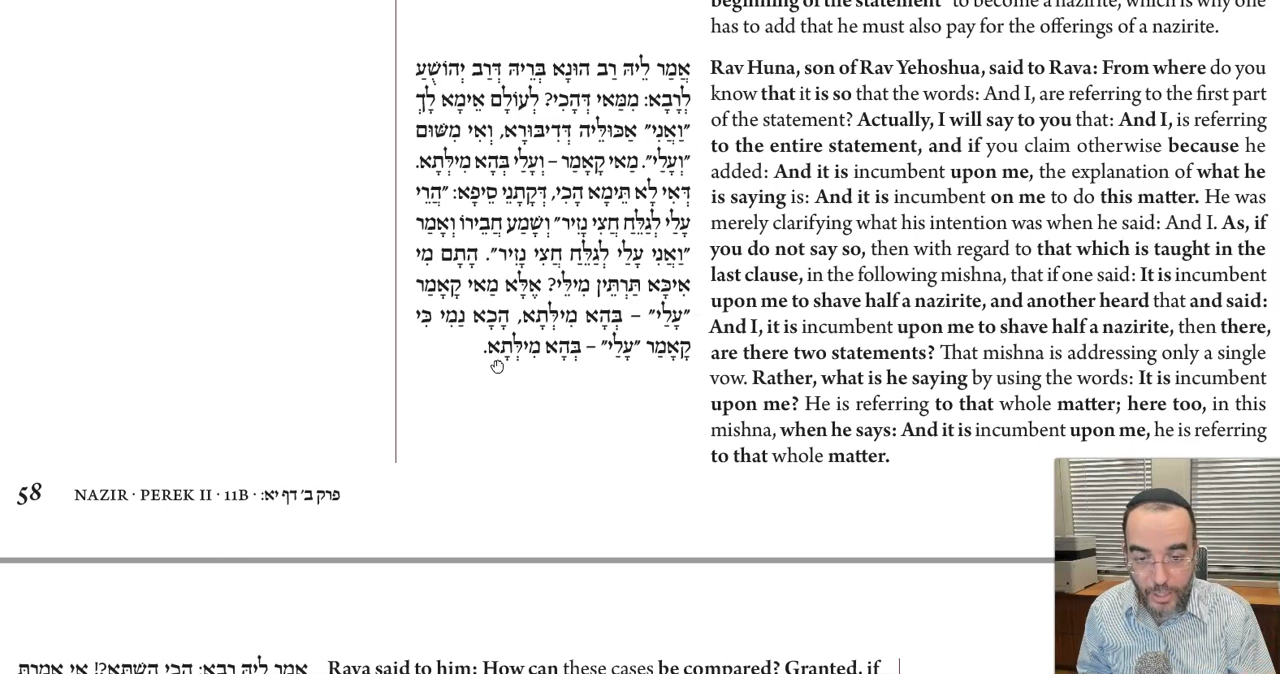 beginning of the statement to become a nazirite, which is why one
has to add that he must also pay for the offerings of a nazirite.
אֲמַר לֵיהּ רַב הוּנָא בְּרֵיהּ דְּרַב יְהוֹשֻׁעַ
לְרָבָא: מִמַּאי דְּהָכִי? לְעוֹלָם אֵימָא לָךְ
״וַאֲנִי״ אַכּוּלֵּיהּ דְּדִיבּוּרָא, וְאִי מִשּׁוּם
״וְעָלַי״. מַאי קָאָמַר – וְעָלַי בְּהָא מִילְּתָא.
דְּאִי לָא תֵּימָא הָכִי, דְּקָתָנֵי סֵיפָא: ״הֲרֵי
עָלַי לְגַלֵּחַ חֲצִי נָזִיר״ וְשָׁמַע חֲבֵירוֹ וְאָמַר
״וַאֲנִי עָלַי לְגַלֵּחַ חֲצִי נָזִיר״. הָתָם מִי
אִיכָּא תַּרְתֵּין מִילֵּי? אֶלָּא מַאי קָאָמַר
״עָלַי״ – בְּהָא מִילְּתָא, הָכָא נַמִי כִּי
קָאָמַר ״עָלַי״ – בְּהָא מִילְּתָא.
Rav Huna, son of Rav Yehoshua, said to Rava: From where do you
know that it is so that the words: And I, are referring to the first part
of the statement? Actually, I will say to you that: And I, is referring
to the entire statement, and if you claim otherwise because he
added: And it is incumbent upon me, the explanation of what he
is saying is: And it is incumbent on me to do this matter. He was
merely clarifying what his intention was when he said: And I. As, if
you do not say so, then with regard to that which is taught in the
last clause, in the following mishna, that if one said: It is incumbent
upon me to shave half a nazirite, and another heard that and said:
And I, it is incumbent upon me to shave half a nazirite, then there,
are there two statements? That mishna is addressing only a single
vow. Rather, what is he saying by using the words: It is incumbent
upon me? He is referring to that whole matter; here too, in this
mishna, when he says: And it is incumbent upon me, he is referring
to that whole matter.
58 NAZIR · PEREK II · 11B · פרק ב׳ דף יא:
אֲמַר לֵיהּ רָבָא: הָכִי הַשְׁתָּא?! אִי אָמְרַתְּ
Rava said to him: How can these cases be compared? Granted, if